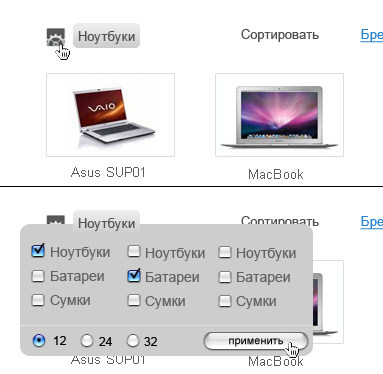 Ноутбуки Сортировать Бре
VAIO
Asus SUP01 MacBook
Ноутбуки Сортировать Бре
Ноутбуки Ноутбуки Ноутбуки
Батареи Батареи Батареи
Сумки Сумки Сумки
12 24 32 применить
Asus SUP01 MacBook